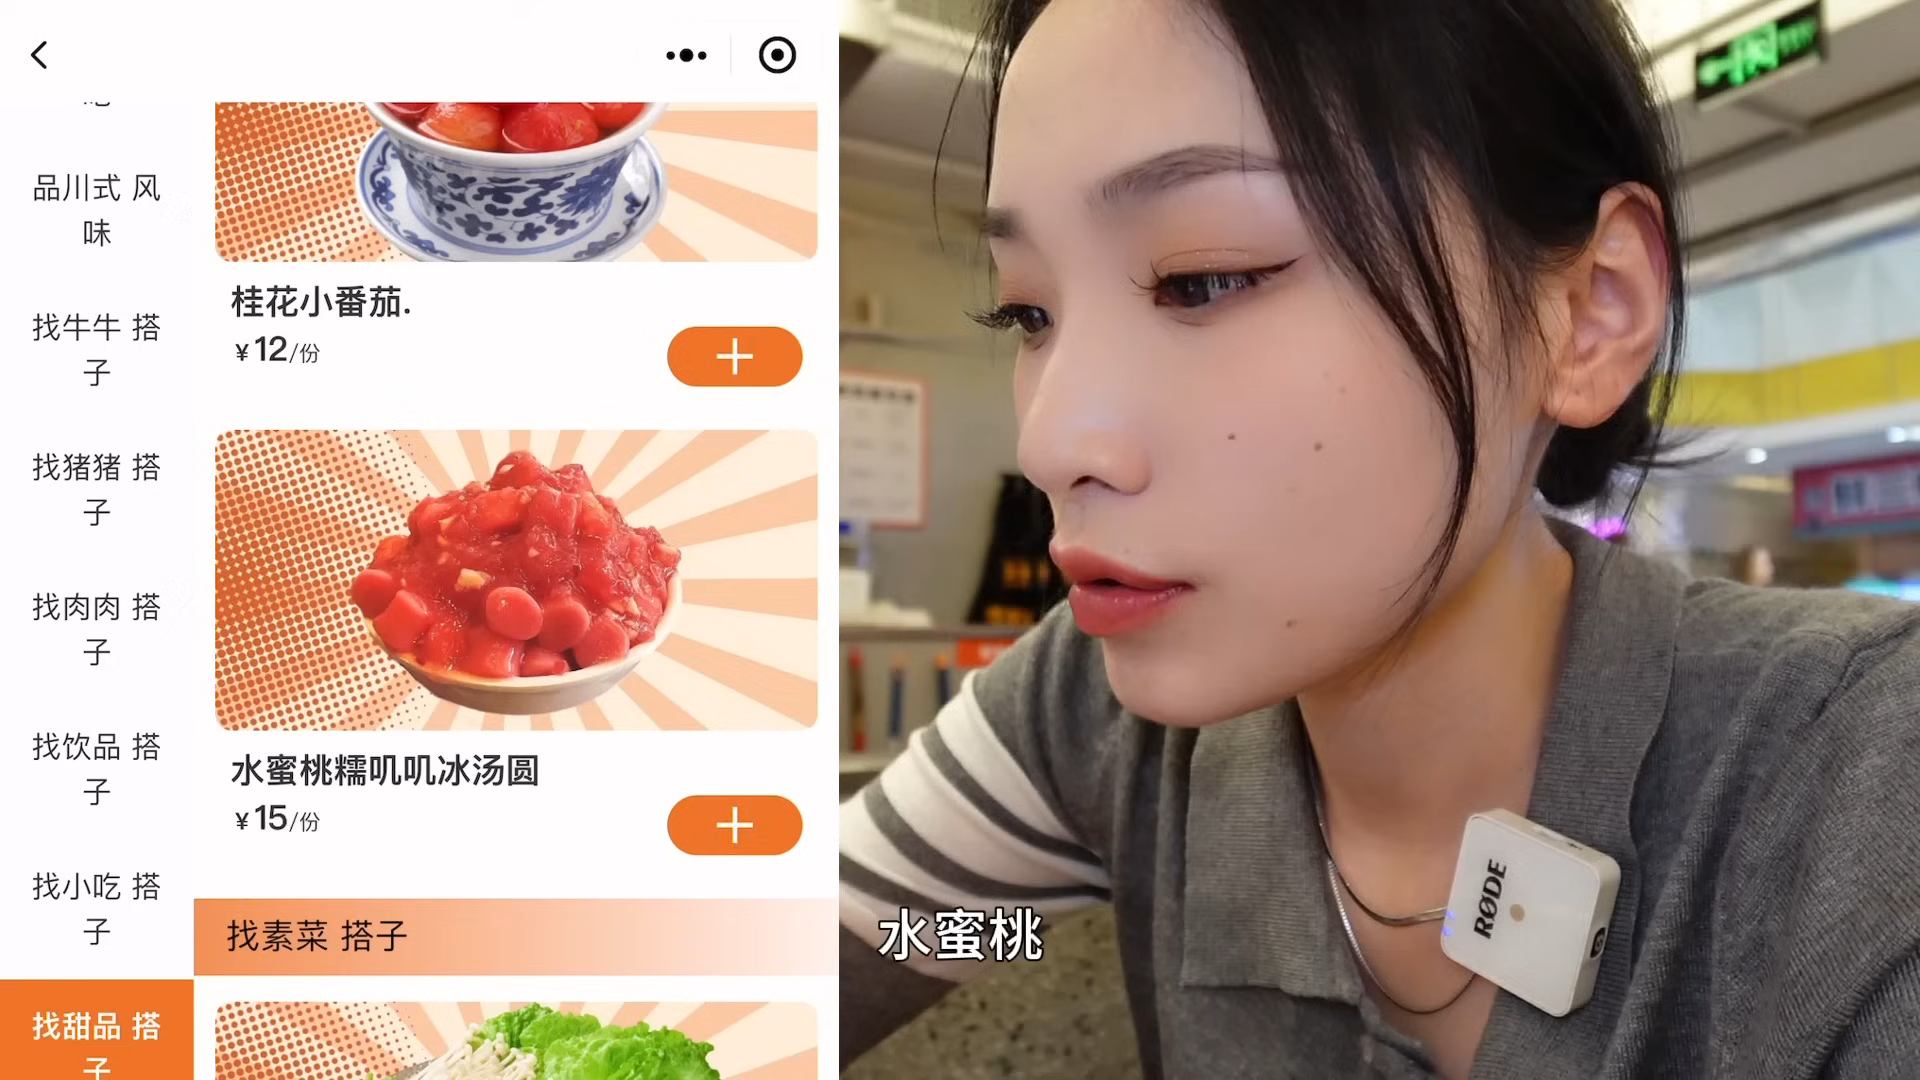 品川式 风
味
找牛牛 搭
子
找猪猪 搭
子
找肉肉 搭
子
找饮品 搭
子
找小吃 搭
子
找甜品 搭
子
桂花小番茄.
¥12/份
水蜜桃糯叽叽冰汤圆
¥15/份
找素菜 搭子
水蜜桃
RØDE